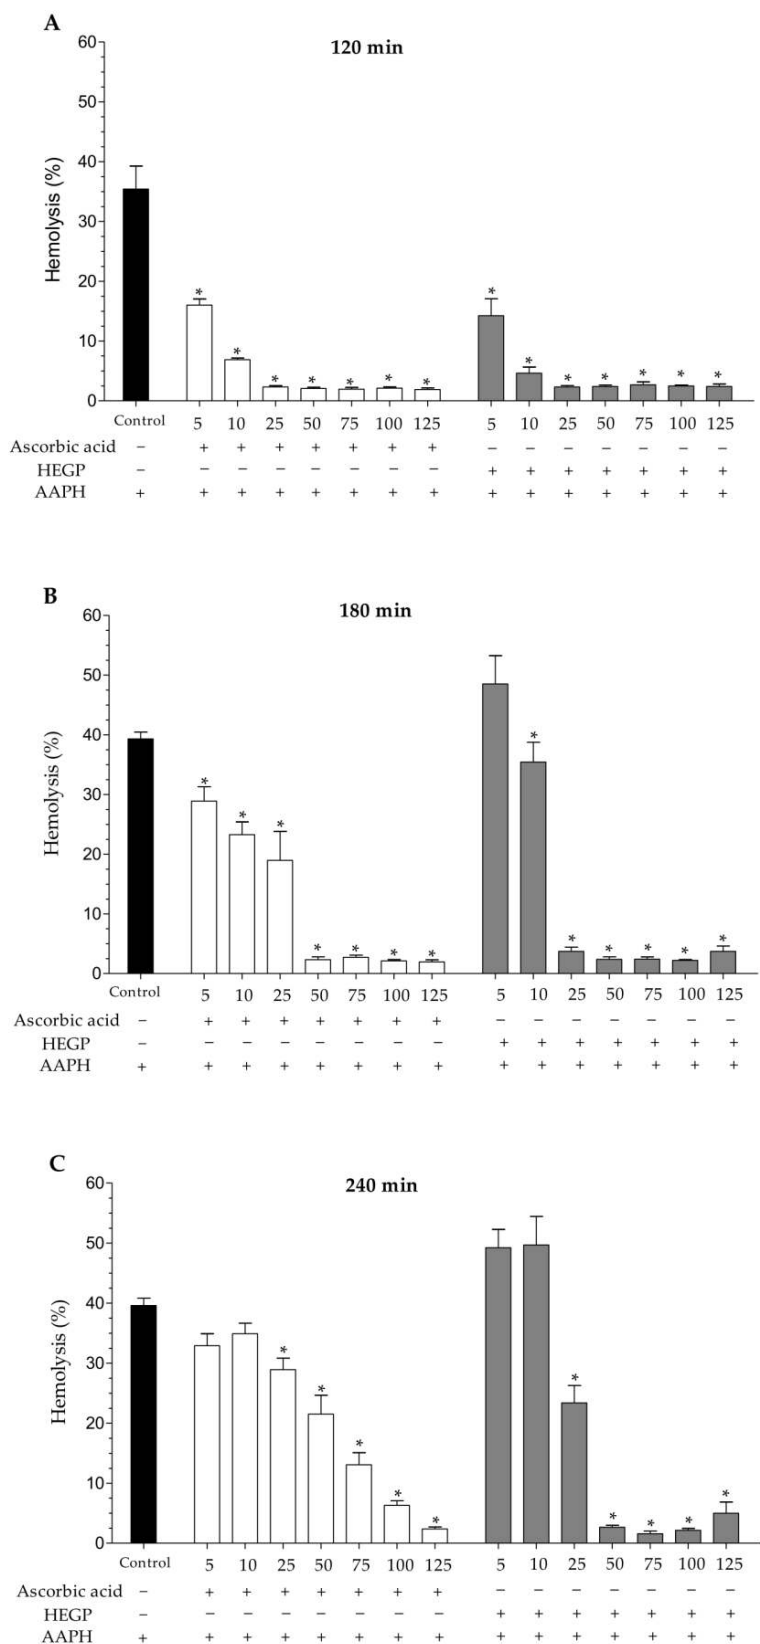 A
120 min
Hemolysis (%)
60
50
40
30
20
10
0
* * * * * * * * * * * * * *
Control 5 10 25 50 75 100 125 5 10 25 50 75 100 125
Ascorbic acid − + + + + + + + − − − − − − −
HEGP − − − − − − − − + + + + + + +
AAPH + + + + + + + + + + + + + + +
B
180 min
Hemolysis (%)
60
50
40
30
20
10
0
* * * * * * * * * * * * *
Control 5 10 25 50 75 100 125 5 10 25 50 75 100 125
Ascorbic acid − + + + + + + + − − − − − − −
HEGP − − − − − − − − + + + + + + +
AAPH + + + + + + + + + + + + + + +
C
240 min
Hemolysis (%)
60
50
40
30
20
10
0
* * * * * * * * * *
Control 5 10 25 50 75 100 125 5 10 25 50 75 100 125
Ascorbic acid − + + + + + + + − − − − − − −
HEGP − − − − − − − − + + + + + + +
AAPH + + + + + + + + + + + + + + +